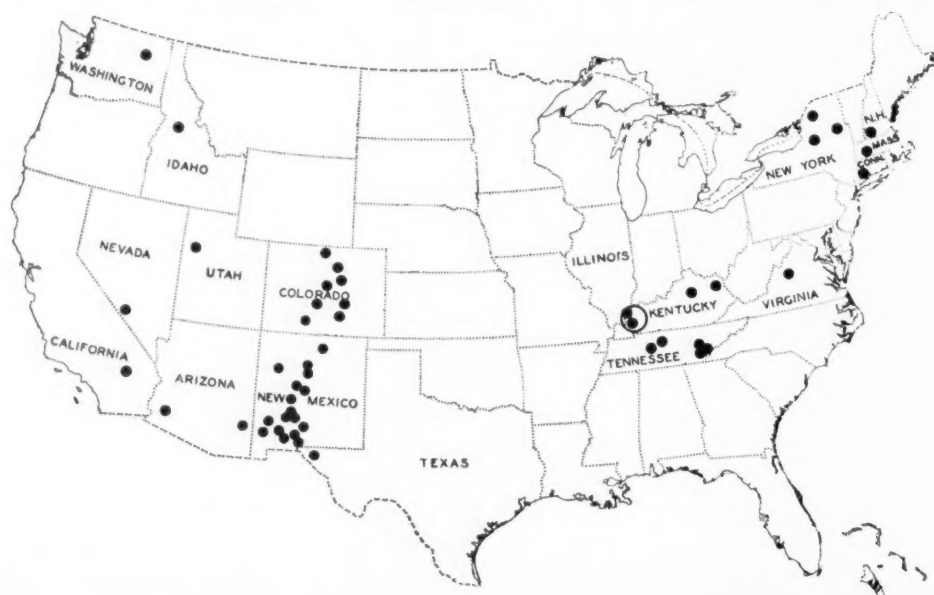 WASHINGTON
N.H.
MASS.
CONN.
NEW YORK
IDAHO
NEVADA
UTAH
COLORADO
ILLINOIS
KENTUCKY
VIRGINIA
CALIFORNIA
ARIZONA
NEW MEXICO
TENNESSEE
TEXAS